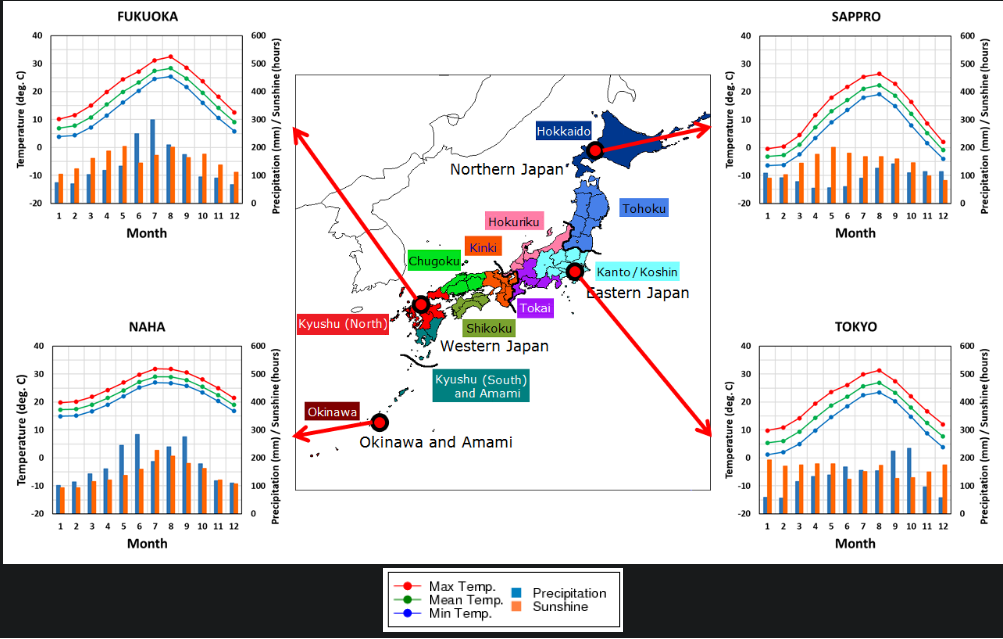 FUKUOKA
Temperature (deg. C)
40
30
20
10
0
-10
-20
600
500
400
300
200
100
0
Precipitation (mm) / Sunshine (hours)
1 2 3 4 5 6 7 8 9 10 11 12
Month
SAPPRO
Temperature (deg. C)
40
30
20
10
0
-10
-20
600
500
400
300
200
100
0
Precipitation (mm) / Sunshine (hours)
1 2 3 4 5 6 7 8 9 10 11 12
Month
Hokkaido
Northern Japan
Tohoku
Hokuriku
Kinki
Chugoku
Kanto/Koshin
Eastern Japan
Tokai
Kyushu (North)
Shikoku
Western Japan
Kyushu (South)
and Amami
Okinawa
Okinawa and Amami
NAHA
Temperature (deg. C)
40
30
20
10
0
-10
-20
600
500
400
300
200
100
0
Precipitation (mm) / Sunshine (hours)
1 2 3 4 5 6 7 8 9 10 11 12
Month
TOKYO
Temperature (deg. C)
40
30
20
10
0
-10
-20
600
500
400
300
200
100
0
Precipitation (mm) / Sunshine (hours)
1 2 3 4 5 6 7 8 9 10 11 12
Month
Max Temp.
Mean Temp.
Min Temp.
Precipitation
Sunshine